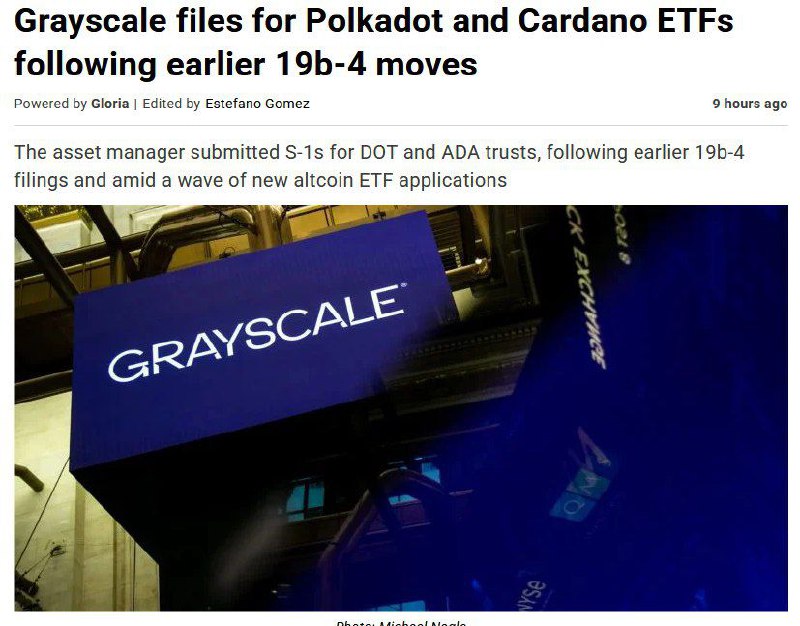 Grayscale files for Polkadot and Cardano ETFs
following earlier 19b-4 moves
Powered by Gloria | Edited by Estefano Gomez
9 hours ago
The asset manager submitted S-1s for DOT and ADA trusts, following earlier 19b-4
filings and amid a wave of new altcoin ETF applications
GRAYSCALE
CK EXCHANGE
NYSE